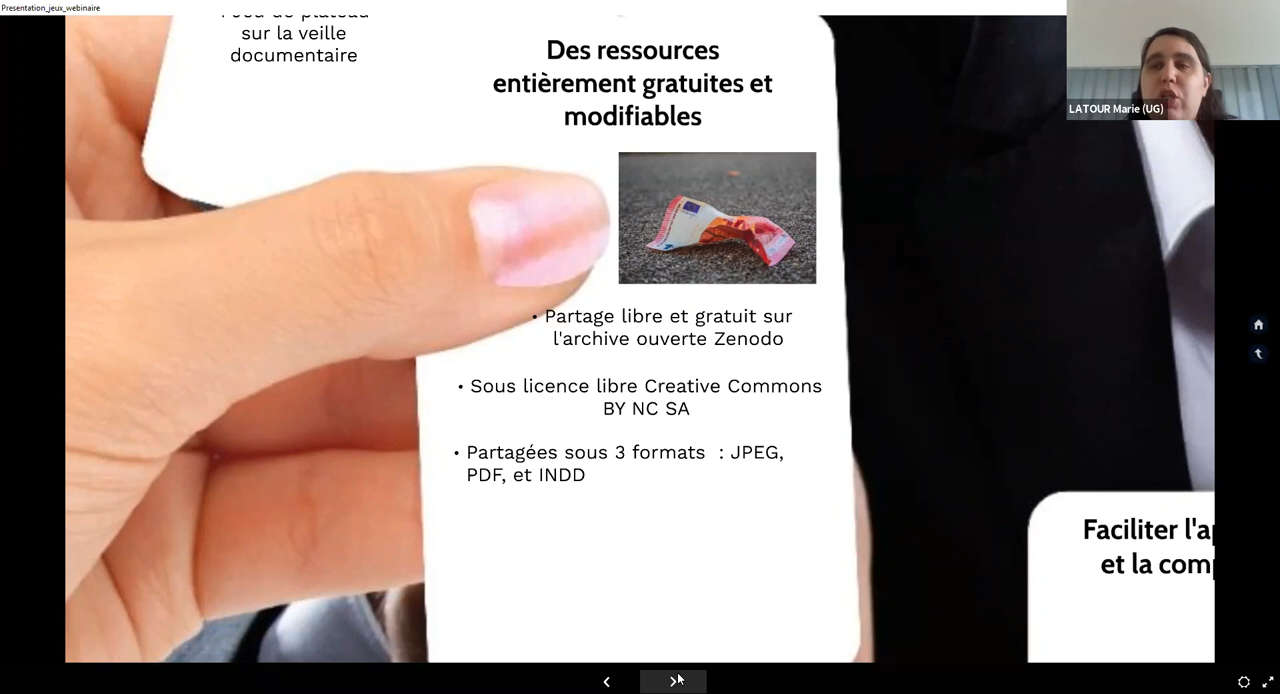 Presentation_jeux_webinaire
sur la veille
documentaire
Des ressources
entièrement gratuites et
modifiables
• Partage libre et gratuit sur
l'archive ouverte Zenodo
• Sous licence libre Creative Commons
BY NC SA
• Partagées sous 3 formats : JPEG,
PDF, et INDD
Faciliter
et la
LATOUR Marie (UG)